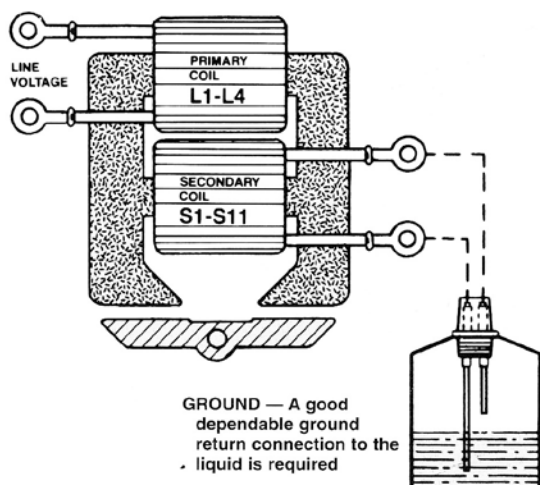 LINE
VOLTAGE
PRIMARY
COIL
L1-L4
SECONDARY
COIL
S1-S11
GROUND — A good
dependable ground
return connection to the
liquid is required